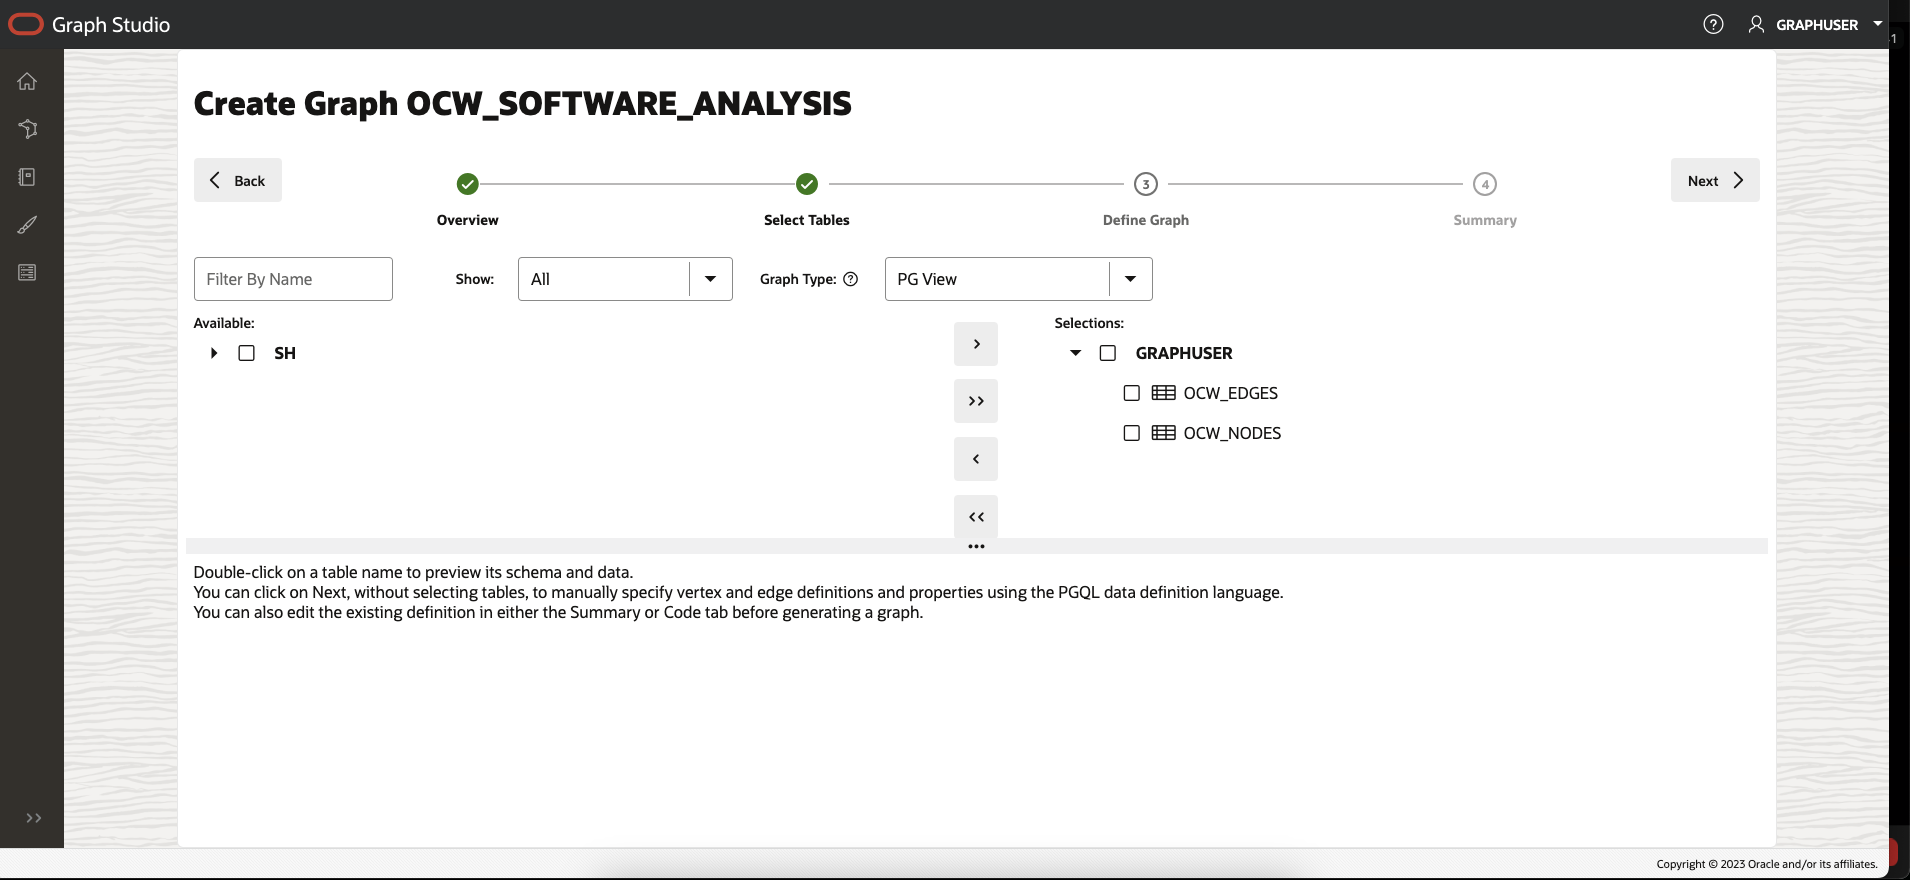 Graph Studio
GRAPHUSER
1
Create Graph OCW_SOFTWARE_ANALYSIS
Back
3
4
Next
Overview
Select Tables
Define Graph
Summary
Filter By Name
Show:
All
Graph Type:
PG View
Available:
SH
Selections:
GRAPHUSER
OCW_EDGES
OCW_NODES
Double-click on a table name to preview its schema and data.
You can click on Next, without selecting tables, to manually specify vertex and edge definitions and properties using the PGQL data definition language.
You can also edit the existing definition in either the Summary or Code tab before generating a graph.
Copyright © 2023 Oracle and/or its affiliates.